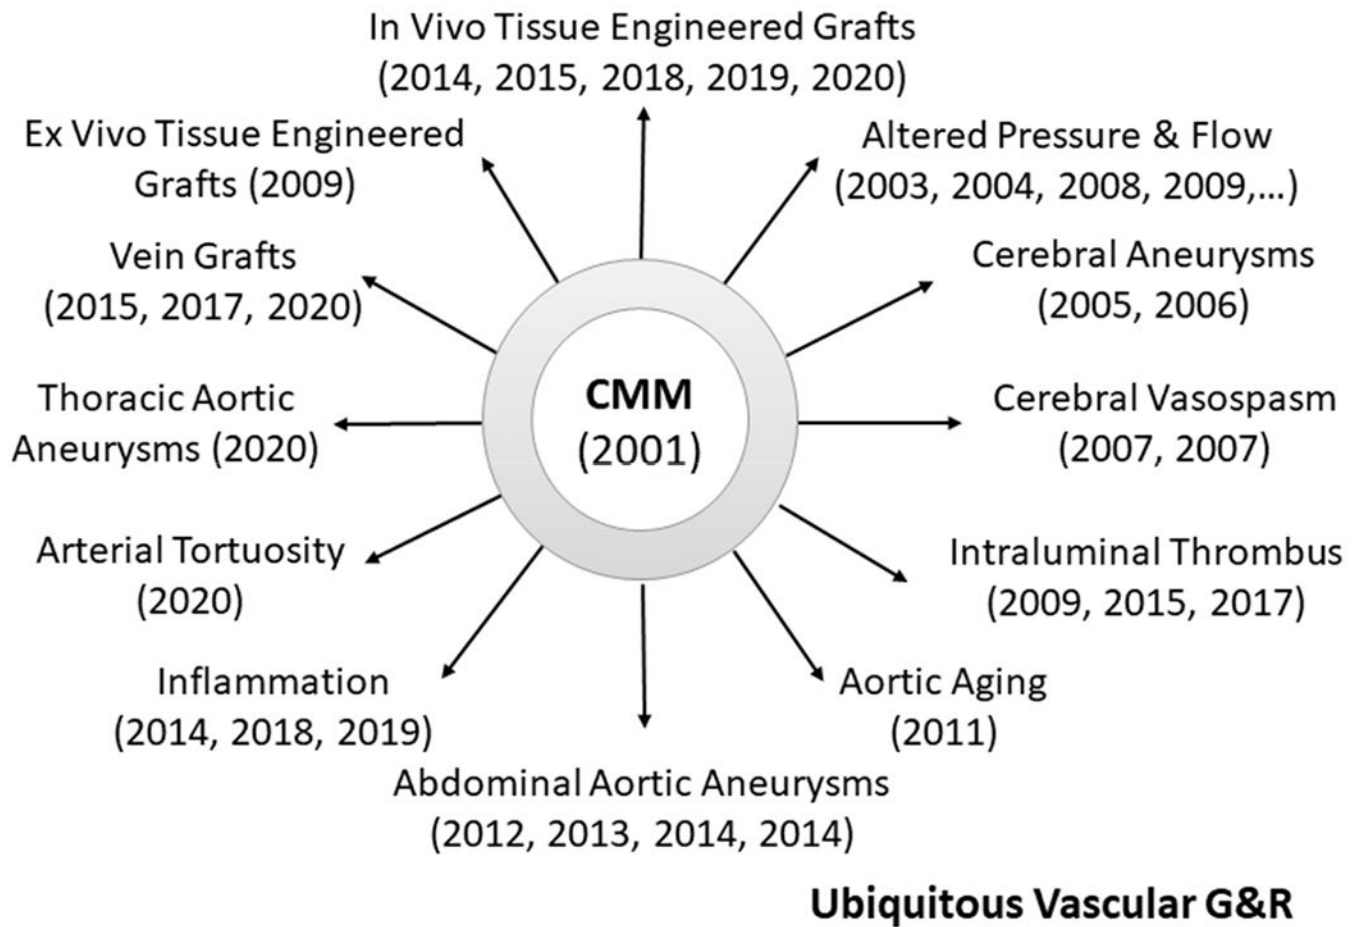 In Vivo Tissue Engineered Grafts
(2014, 2015, 2018, 2019, 2020)
Altered Pressure & Flow
(2003, 2004, 2008, 2009,...)
Cerebral Aneurysms
(2005, 2006)
Cerebral Vasospasm
(2007, 2007)
Intraluminal Thrombus
(2009, 2015, 2017)
Aortic Aging
(2011)
Abdominal Aortic Aneurysms
(2012, 2013, 2014, 2014)
Inflammation
(2014, 2018, 2019)
Arterial Tortuosity
(2020)
Thoracic Aortic
Aneurysms (2020)
Vein Grafts
(2015, 2017, 2020)
Ex Vivo Tissue Engineered
Grafts (2009)
CMM
(2001)
Ubiquitous Vascular G&R